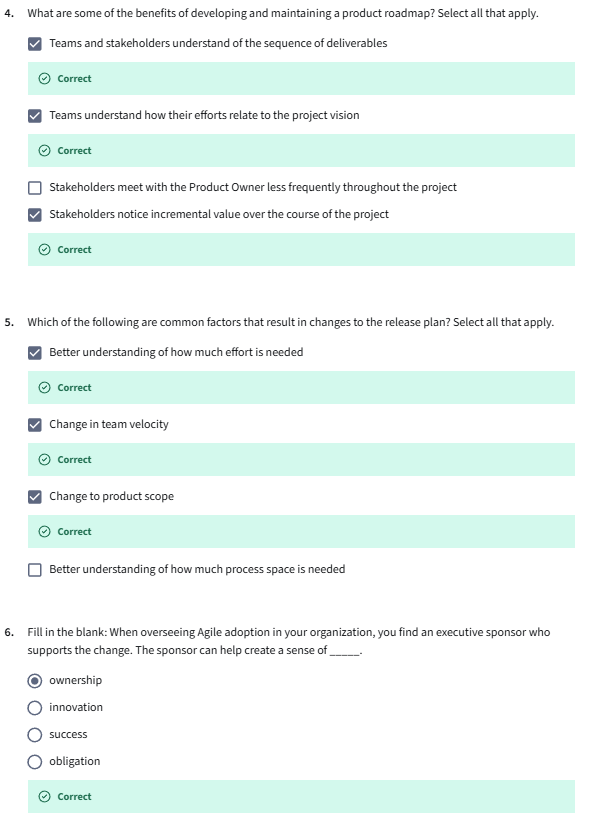 4. What are some of the benefits of developing and maintaining a product roadmap? Select all that apply.
Teams and stakeholders understand of the sequence of deliverables
Correct
Teams understand how their efforts relate to the project vision
Correct
Stakeholders meet with the Product Owner less frequently throughout the project
Stakeholders notice incremental value over the course of the project
Correct
5. Which of the following are common factors that result in changes to the release plan? Select all that apply.
Better understanding of how much effort is needed
Correct
Change in team velocity
Correct
Change to product scope
Correct
Better understanding of how much process space is needed
6. Fill in the blank: When overseeing Agile adoption in your organization, you find an executive sponsor who
supports the change. The sponsor can help create a sense of _____.
ownership
innovation
success
obligation
Correct